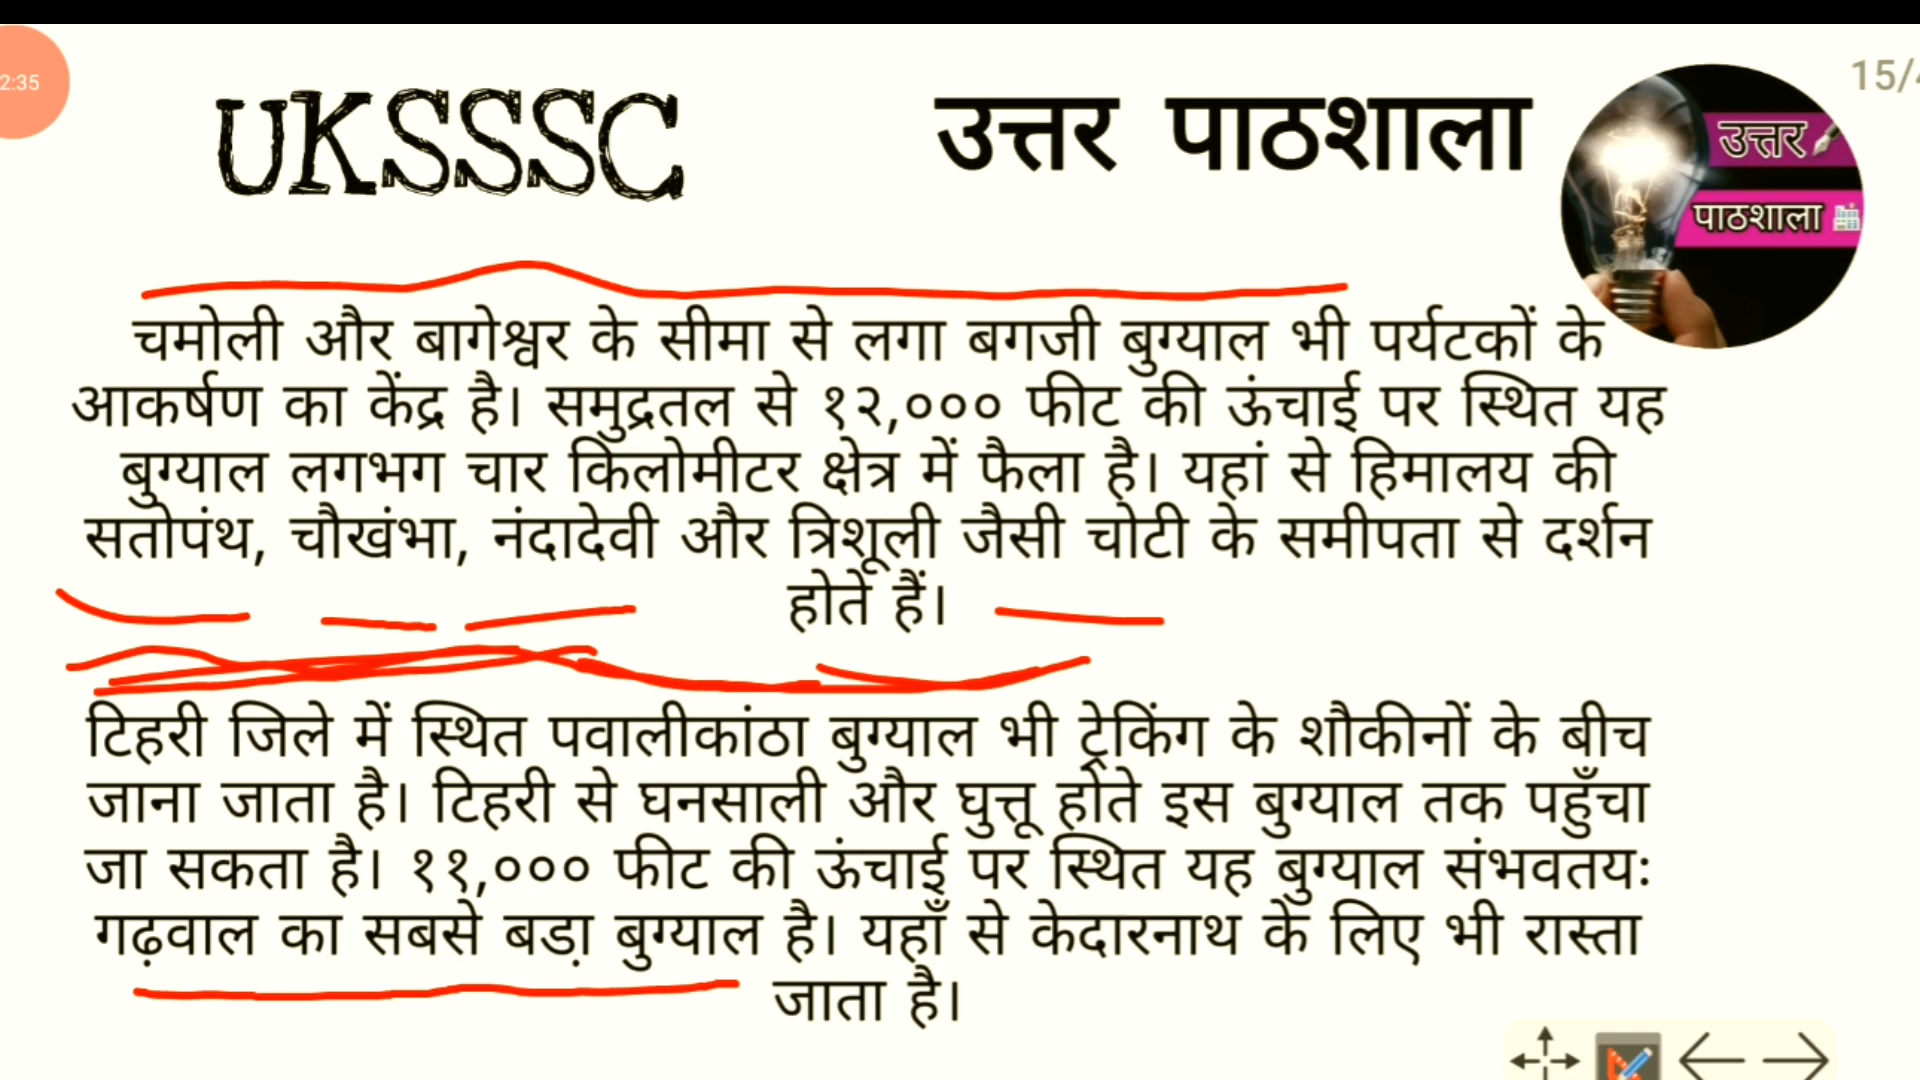 2:35
15/4
UKSSSC
उत्तर पाठशाला
उत्तर
पाठशाला
चमोली और बागेश्वर के सीमा से लगा बगजी बुग्याल भी पर्यटकों के
आकर्षण का केंद्र है। समुद्रतल से १२,००० फीट की ऊंचाई पर स्थित यह
बुग्याल लगभग चार किलोमीटर क्षेत्र में फैला है। यहां से हिमालय की
सतोपंथ, चौखंभा, नंदादेवी और त्रिशूली जैसी चोटी के समीपता से दर्शन
होते हैं।
टिहरी जिले में स्थित पवालीकांठा बुग्याल भी ट्रेकिंग के शौकीनों के बीच
जाना जाता है। टिहरी से घनसाली और घुत्तू होते इस बुग्याल तक पहुँचा
जा सकता है। ११,००० फीट की ऊंचाई पर स्थित यह बुग्याल संभवतयः
गढ़वाल का सबसे बडा़ बुग्याल है। यहाँ से केदारनाथ के लिए भी रास्ता
जाता है।